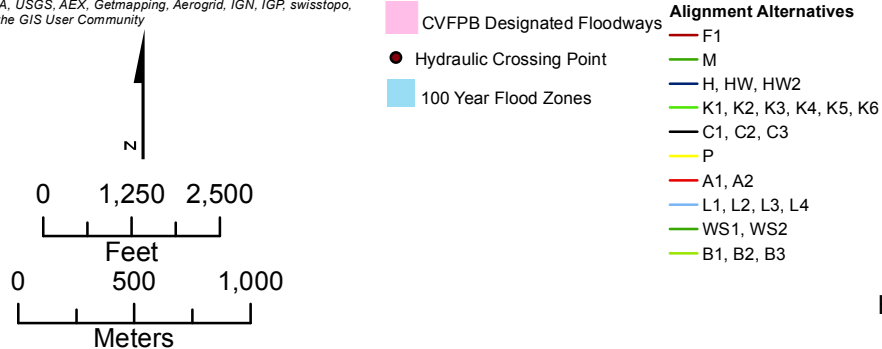 A, USGS, AEX, Getmapping, Aerogrid, IGN, IGP, swisstopo,
the GIS User Community
N
0 1,250 2,500
Feet
0 500 1,000
Meters
CVFPB Designated Floodways
Hydraulic Crossing Point
100 Year Flood Zones
Alignment Alternatives
F1
M
H, HW, HW2
K1, K2, K3, K4, K5, K6
C1, C2, C3
P
A1, A2
L1, L2, L3, L4
WS1, WS2
B1, B2, B3